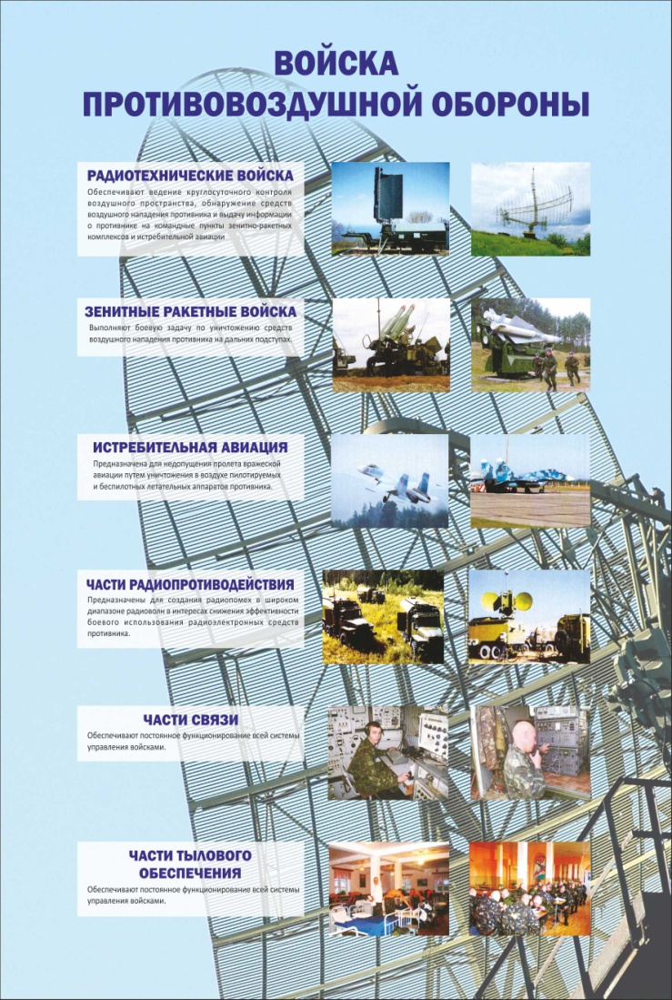 ВОЙСКА
ПРОТИВОВОЗДУШНОЙ ОБОРОНЫ
РАДИОТЕХНИЧЕСКИЕ ВОЙСКА
Обеспечивают ведение круглосуточного контроля
воздушного пространства, обнаружение средств
воздушного нападения противника и выдачу информации
о противнике на командные пункты зенитно-ракетных
комплексов и истребительной авиации
ЗЕНИТНЫЕ РАКЕТНЫЕ ВОЙСКА
Выполняют боевую задачу по уничтожению средств
воздушного нападения противника на дальних подступах.
ИСТРЕБИТЕЛЬНАЯ АВИАЦИЯ
Предназначена для недопущения пролета вражеской
авиации путем уничтожения в воздухе пилотируемых
и беспилотных летательных аппаратов противника.
ЧАСТИ РАДИОПРОТИВОДЕЙСТВИЯ
Предназначены для создания радиопомех в широком
диапазоне радиоволн в интересах снижения эффективности
боевого использования радиоэлектронных средств
противника.
ЧАСТИ СВЯЗИ
Обеспечивают постоянное функционирование всей системы
управления войсками.
ЧАСТИ ТЫЛОВОГО
ОБЕСПЕЧЕНИЯ
Обеспечивают постоянное функционирование всей системы
управления войсками.